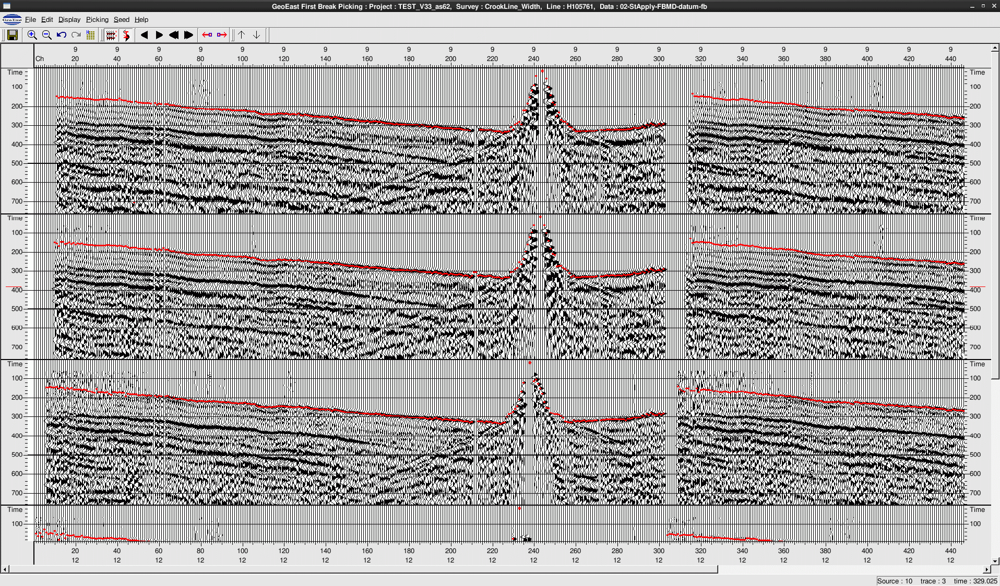 GeoEast First Break Picking : Project : TEST_V33_as62, Survey : CrookLine_Width, Line : H105761, Data : 02-StApply-FBMD-datum-fb
Geo East File Edit Display Picking Seed Help
9 9 9 9 9 9 9 9 9 9 9 9 9 9 9 9 9 9 9 9 9 9
Ch 20 40 60 80 100 120 140 160 180 200 220 240 260 280 300 320 340 360 380 400 420 440
Time Time
100 100
200 200
300 300
400 400
500 500
600 600
700 700
Time Time
100 100
200 200
300 300
400 400
500 500
600 600
700 700
Time Time
100 100
200 200
300 300
400 400
500 500
600 600
700 700
Time Time
100 100
20 40 60 80 100 120 140 160 180 200 220 240 260 280 300 320 340 360 380 400 420 440
12 12 12 12 12 12 12 12 12 12 12 12 12 12 12 12 12 12 12 12 12 12
Source : 10 trace : 3 time : 329.025